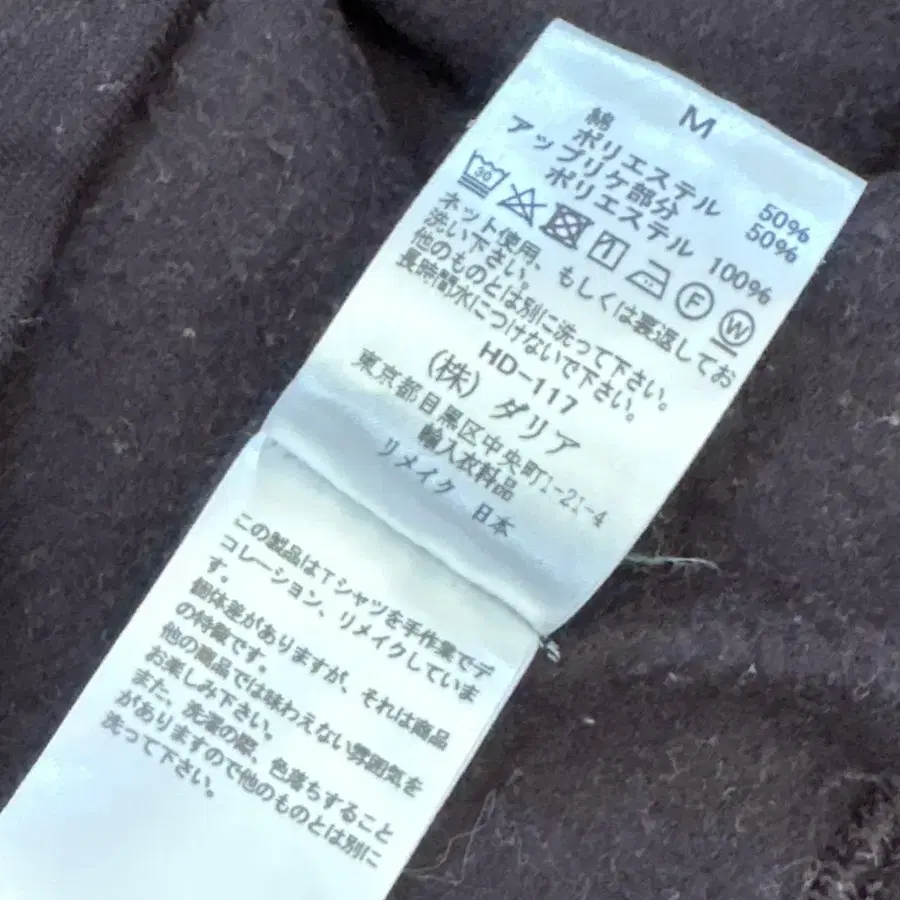 M
綿 50%
ポリエステル 50%
アップリケ部分
ポリエステル 100%
30 F W
ネット使用、もしくは裏返してお
洗い下さい。
他のものとは別に洗って下さい。
長時間水につけないで下さい。
HD-117
(株) ダリア
東京都目黒区中央町1-21-4
輸入衣料品
リメイク 日本
この製品はTシャツを手作業でデ
コレーション、リメイクしていま
す。
個体差がありますが、それは商品
の特徴です。
他の商品では味わえない雰囲気を
お楽しみ下さい。
また、洗濯の際、色落ちすること
がありますので他のものとは別に
洗って下さい。